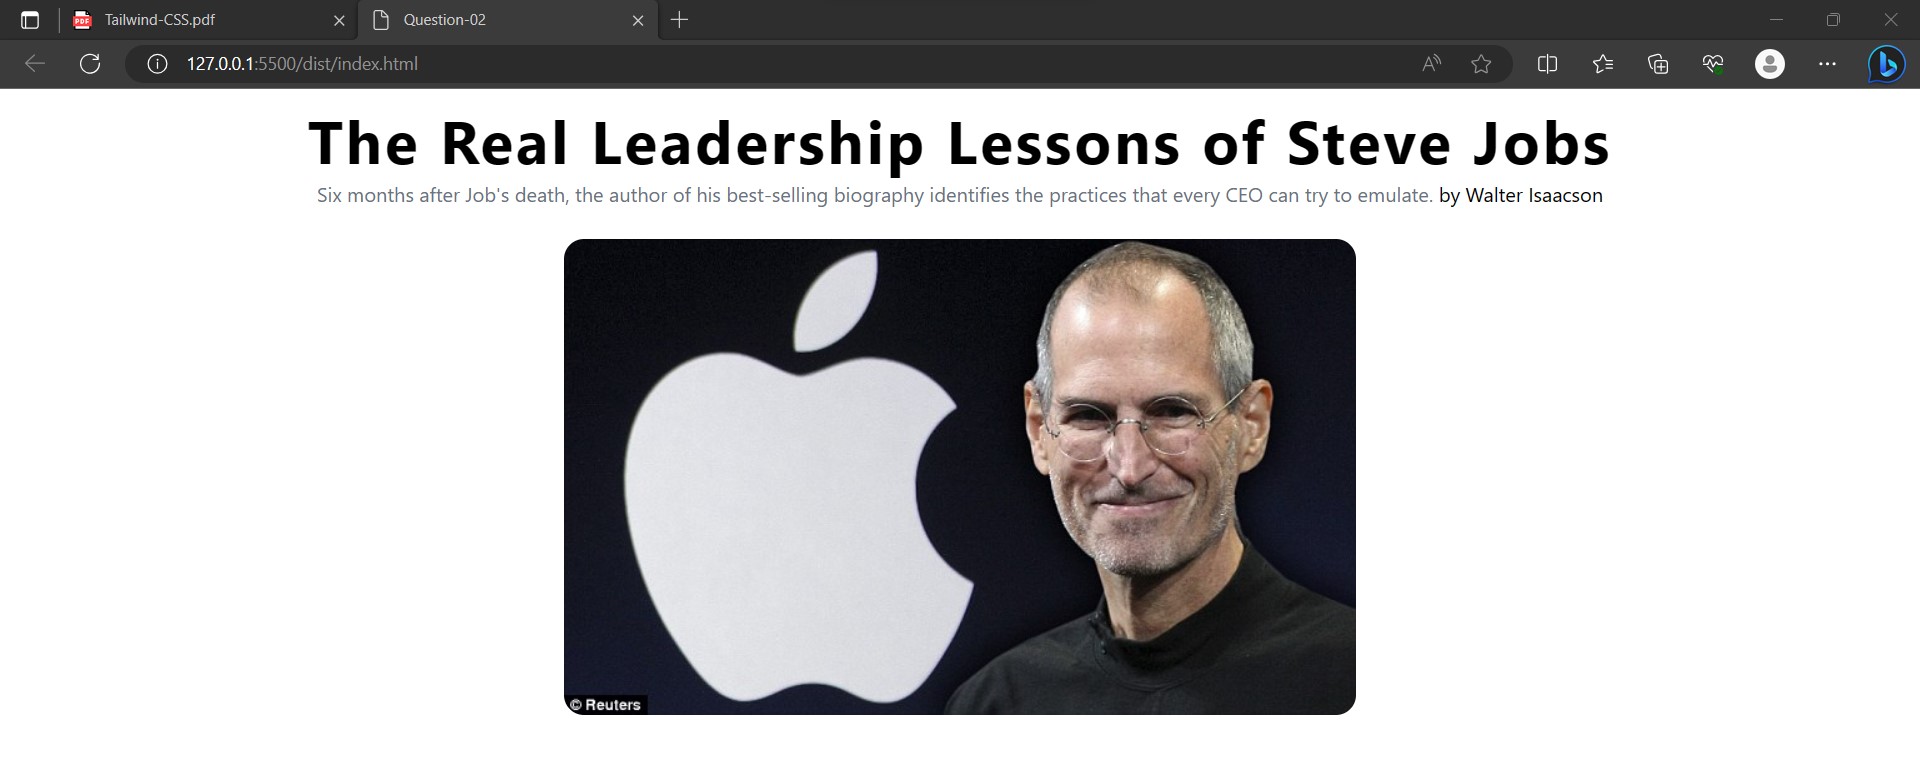 Tailwind-CSS.pdf
Question-02
127.0.0.1:5500/dist/index.html
The Real Leadership Lessons of Steve Jobs
Six months after Job's death, the author of his best-selling biography identifies the practices that every CEO can try to emulate. by Walter Isaacson
© Reuters